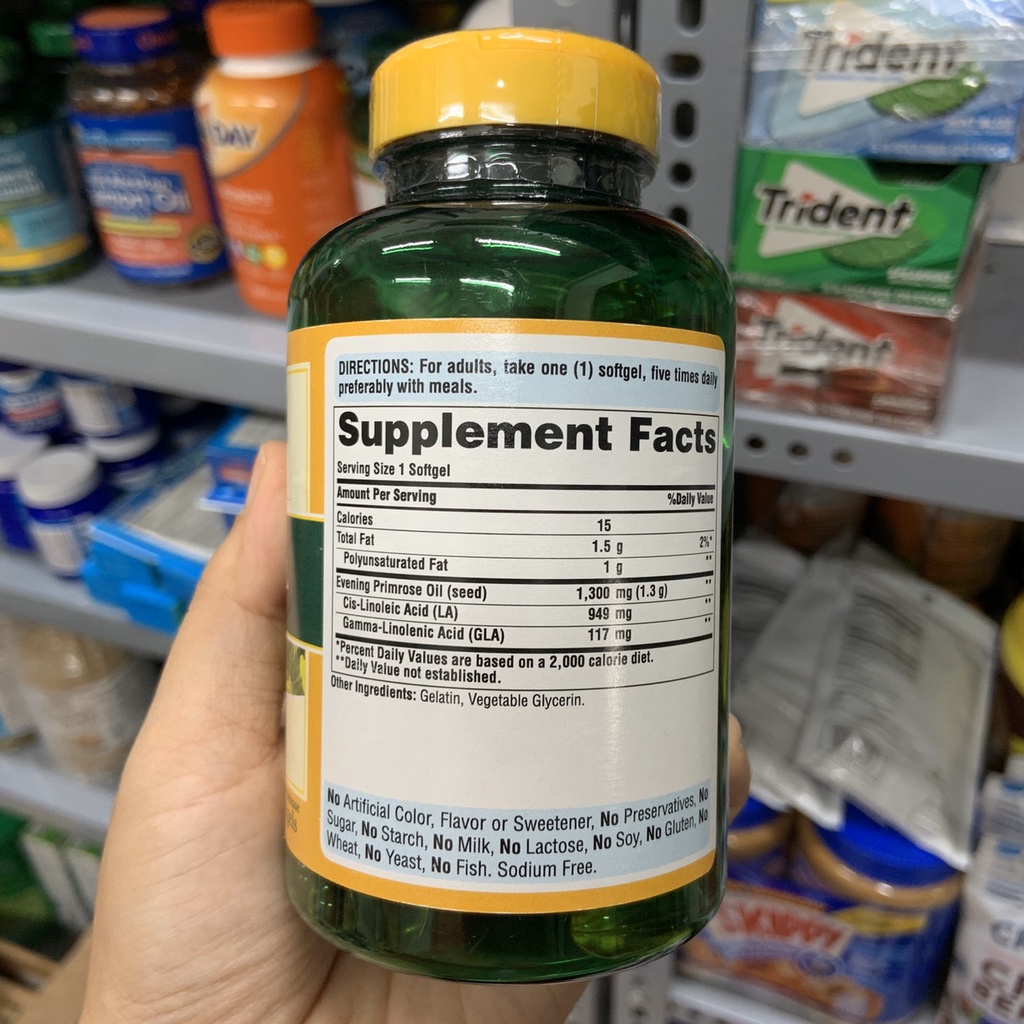 Trident
DAY
Trident
Trident
DIRECTIONS: For adults, take one (1) softgel, five times daily
preferably with meals.
Supplement Facts
Serving Size 1 Softgel
Amount Per Serving %Daily Value
Calories 15
Total Fat 1.5 g 2%*
Polyunsaturated Fat 1 g **
Evening Primrose Oil (seed) 1,300 mg (1.3 g) **
Cis-Linoleic Acid (LA) 949 mg **
Gamma-Linolenic Acid (GLA) 117 mg **
*Percent Daily Values are based on a 2,000 calorie diet.
**Daily Value not established.
Other Ingredients: Gelatin, Vegetable Glycerin.
No Artificial Color, Flavor or Sweetener, No Preservatives, No
Sugar, No Starch, No Milk, No Lactose, No Soy, No Gluten, No
Wheat, No Yeast, No Fish. Sodium Free.
SKIPPY